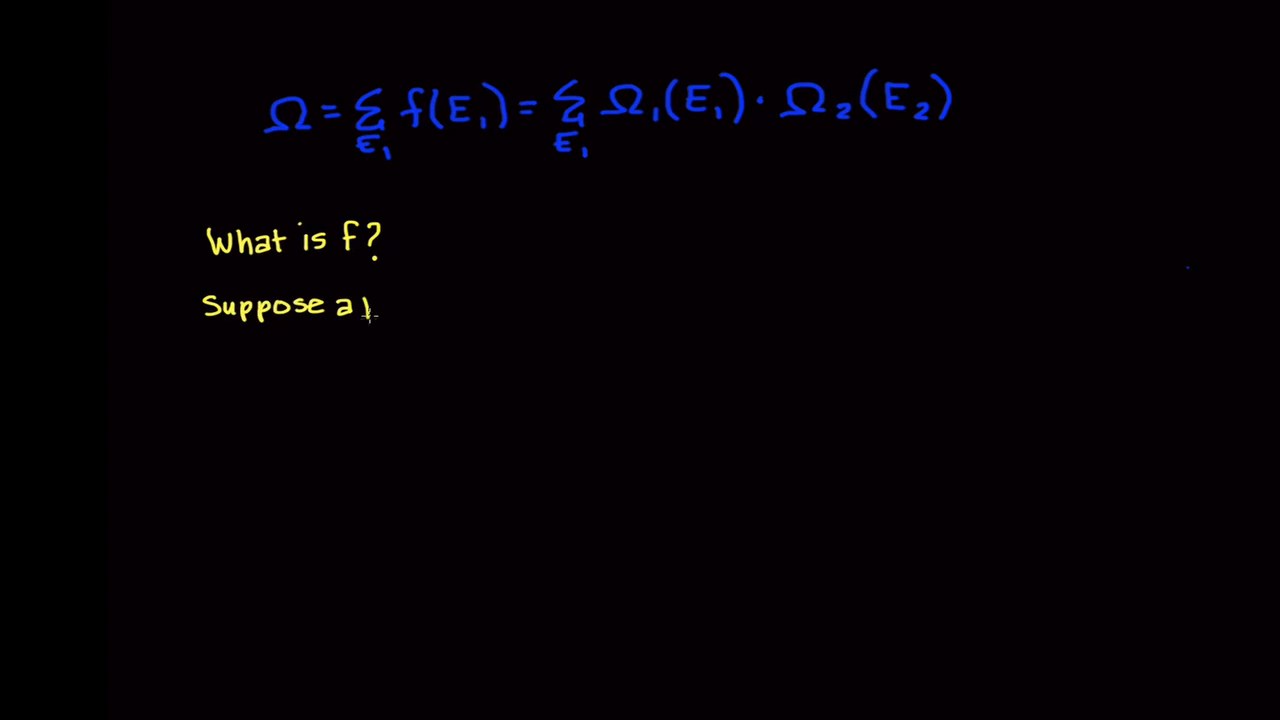 Ω = Σ_{E₁} f(E₁) = Σ_{E₁} Ω₁(E₁) · Ω₂(E₂)
What is f?
Suppose a